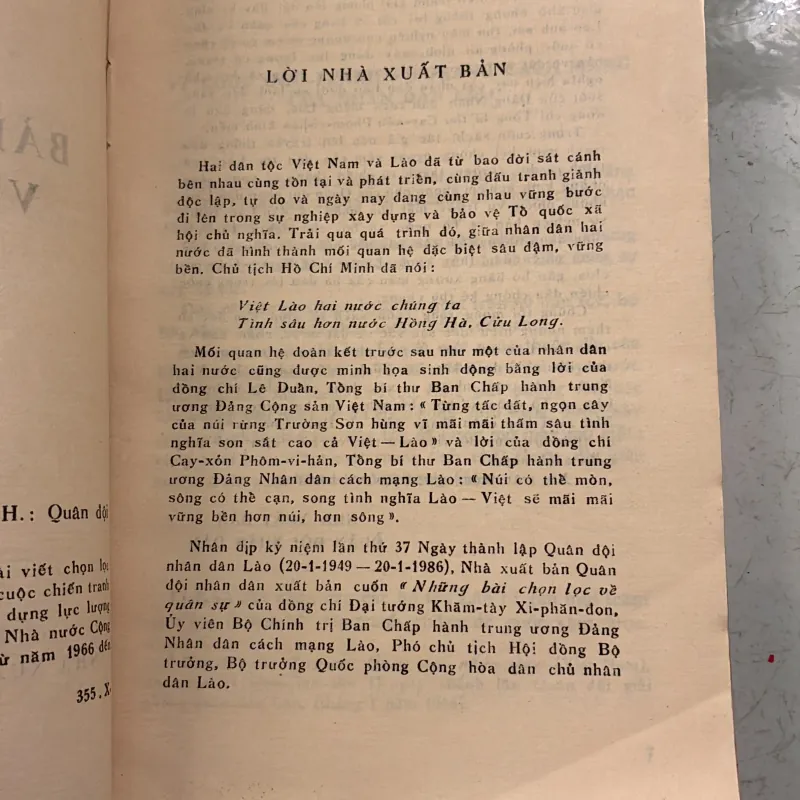 BÀI
V
H.: Quân đội
ài viết chọn lọc
cuộc chiến tranh
dựng lực lượng
Nhà nước Cộng
từ năm 1966 đến
355.X
LỜI NHÀ XUẤT BẢN
Hai dân tộc Việt Nam và Lào đã từ bao đời sát cánh
bên nhau cùng tồn tại và phát triển, cùng đấu tranh giành
độc lập, tự do và ngày nay đang cùng nhau vững bước
đi lên trong sự nghiệp xây dựng và bảo vệ Tổ quốc xã
hội chủ nghĩa. Trải qua quá trình đó, giữa nhân dân hai
nước đã hình thành mối quan hệ đặc biệt sâu đậm, vững
bền. Chủ tịch Hồ Chí Minh đã nói :
Việt Lào hai nước chúng ta
Tình sâu hơn nước Hồng Hà, Cửu Long.
Mối quan hệ đoàn kết trước sau như một của nhân dân
hai nước cũng được minh họa sinh động bằng lời của
đồng chí Lê Duẩn, Tổng bí thư Ban Chấp hành trung
ương Đảng Cộng sản Việt Nam : « Từng tấc đất, ngọn cây
của núi rừng Trường Sơn hùng vĩ mãi mãi thấm sâu tình
nghĩa son sắt cao cả Việt — Lào » và lời của đồng chí
Cay-xỏn Phôm-vi-hản, Tổng bí thư Ban Chấp hành trung
ương Đảng Nhân dân cách mạng Lào : « Núi có thể mòn,
sông có thể cạn, song tình nghĩa Lào — Việt sẽ mãi mãi
vững bền hơn núi, hơn sông ».
Nhân dịp kỷ niệm lần thứ 37 Ngày thành lập Quân đội
nhân dân Lào (20-1-1949 — 20-1-1986), Nhà xuất bản Quân
đội nhân dân xuất bản cuốn « Những bài chọn lọc về
quân sự » của đồng chí Đại tướng Khăm-tày Xi-phăn-đon,
Ủy viên Bộ Chính trị Ban Chấp hành trung ương Đảng
Nhân dân cách mạng Lào, Phó chủ tịch Hội đồng Bộ
trưởng, Bộ trưởng Quốc phòng Cộng hòa dân chủ nhân
dân Lào.
7